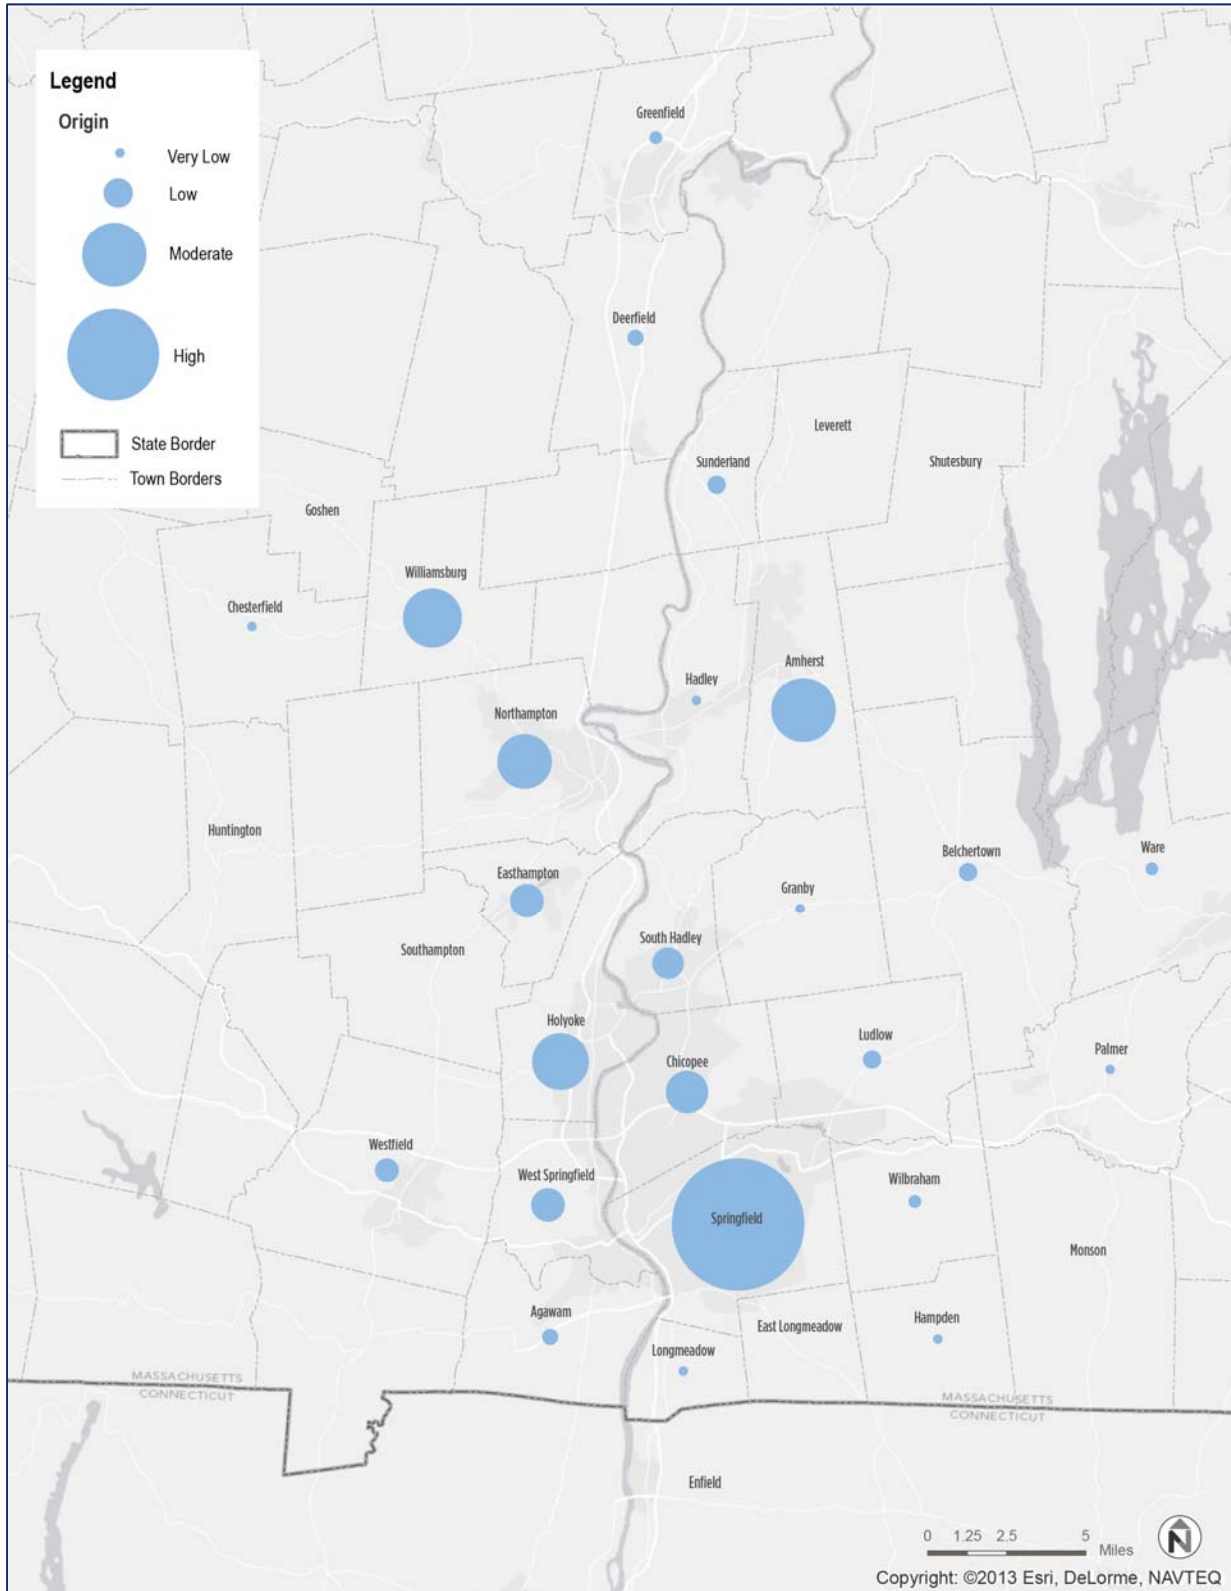 Legend
Origin
Very Low
Low
Moderate
High
State Border
Town Borders
Greenfield
Deerfield
Leverett
Sunderland
Shutesbury
Goshen
Williamsburg
Chesterfield
Amherst
Hadley
Northampton
Huntington
Ware
Belchertown
Easthampton
Granby
South Hadley
Southampton
Holyoke
Ludlow
Palmer
Chicopee
Westfield
West Springfield
Wilbraham
Springfield
Monson
Agawam
Hampden
East Longmeadow
Longmeadow
MASSACHUSETTS
CONNECTICUT
MASSACHUSETTS
CONNECTICUT
Enfield
0 1.25 2.5 5
Miles
N
Copyright: ©2013 Esri, DeLorme, NAVTEQ